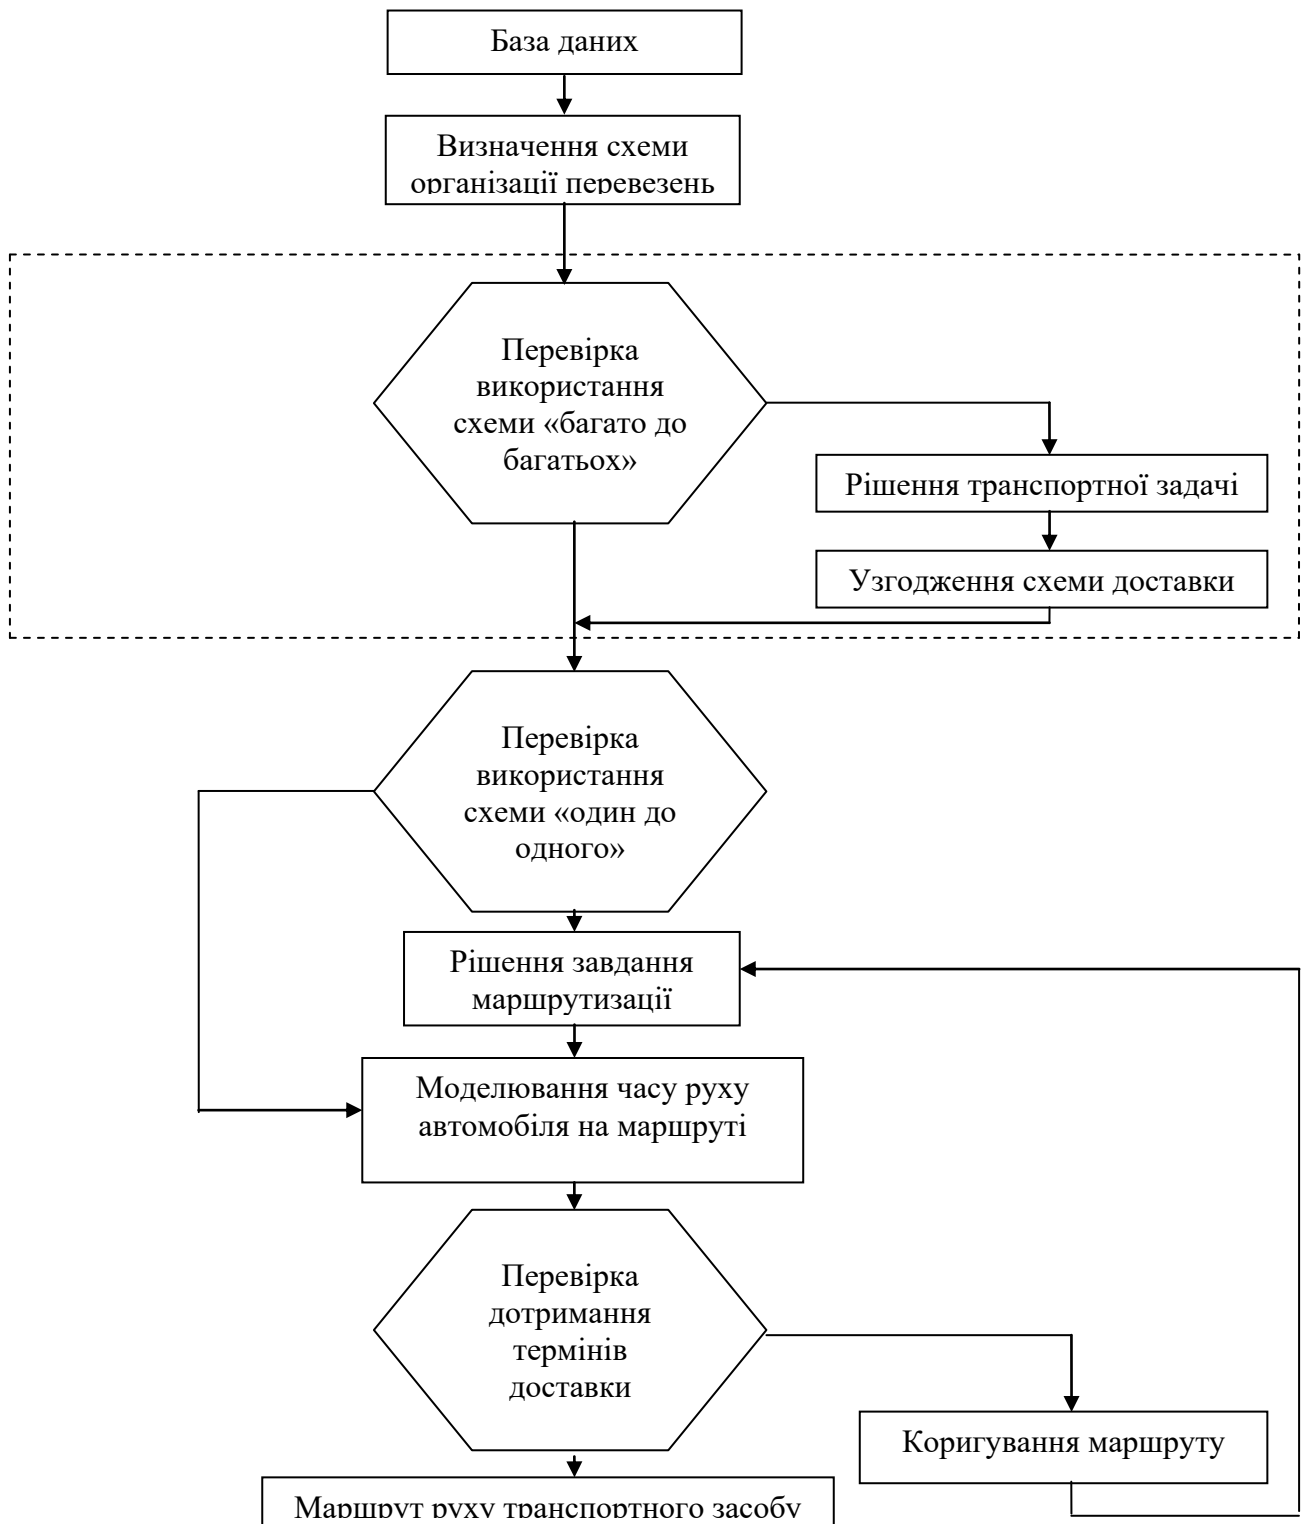 База даних
Визначення схеми
організації перевезень
Перевірка
використання
схеми «багато до
багатьох»
Рішення транспортної задачі
Узгодження схеми доставки
Перевірка
використання
схеми «один до
одного»
Рішення завдання
маршрутизації
Моделювання часу руху
автомобіля на маршруті
Перевірка
дотримання
термінів
доставки
Коригування маршруту
Маршрут руху транспортного засобу